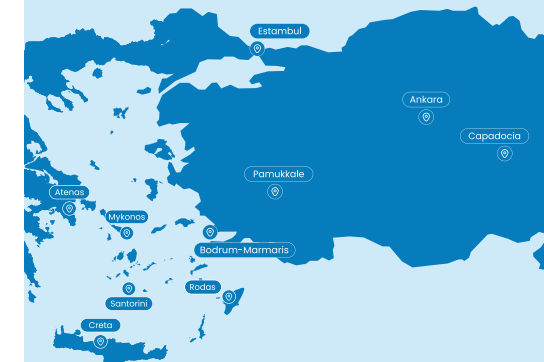 Estambul
Ankara
Capadocia
Pamukkale
Atenas
Mykonos
Bodrum-Marmaris
Rodas
Santorini
Creta